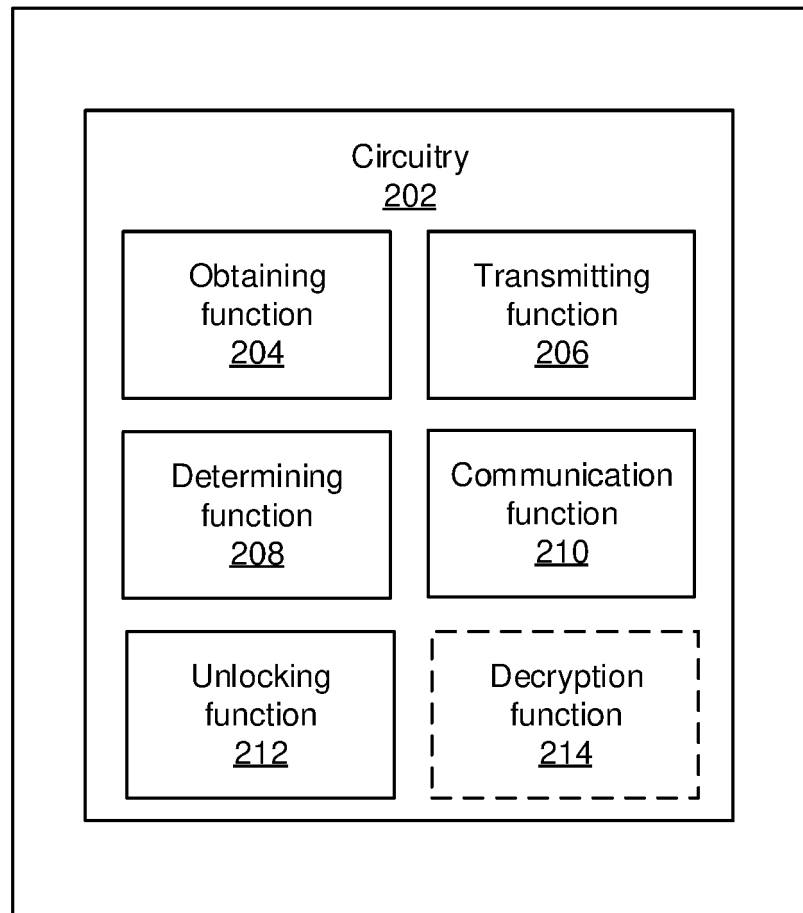 Circuitry
202
Obtaining
function
204
Transmitting
function
206
Determining
function
208
Communication
function
210
Unlocking
function
212
Decryption
function
214